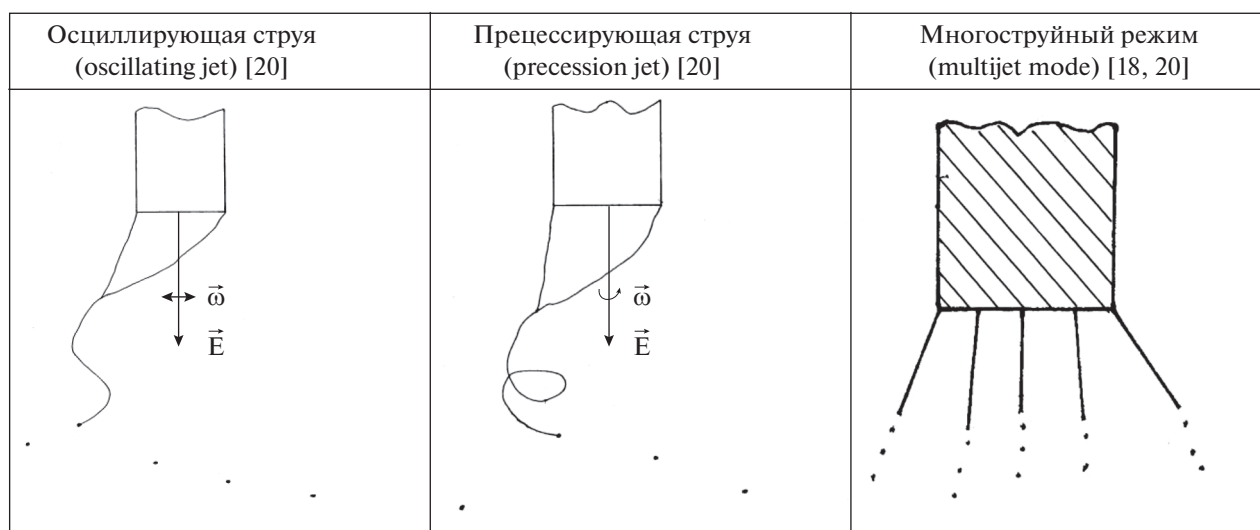 Осциллирующая струя
(oscillating jet) [20]
Прецессирующая струя
(precession jet) [20]
Многоструйный режим
(multijet mode) [18, 20]
ω
E
ω
E